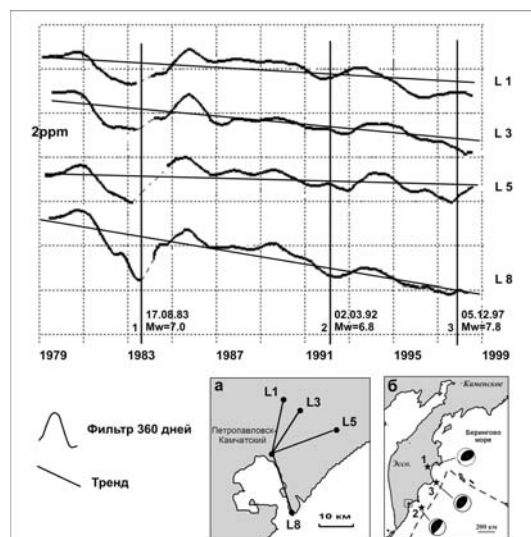 L 1
L 3
2ppm
L 5
L 8
17.08.83
1 Mw=7.0
02.03.92
2 Mw=6.8
05.12.97
3 Mw=7.8
1979 1983 1987 1991 1995 1999
Фильтр 360 дней
Тренд
а
L1
L3
L5
Петропавловск-
Камчатский
L8
10 км
б
Каменское
Берингово
море
Эссо
1
3
2
200 км